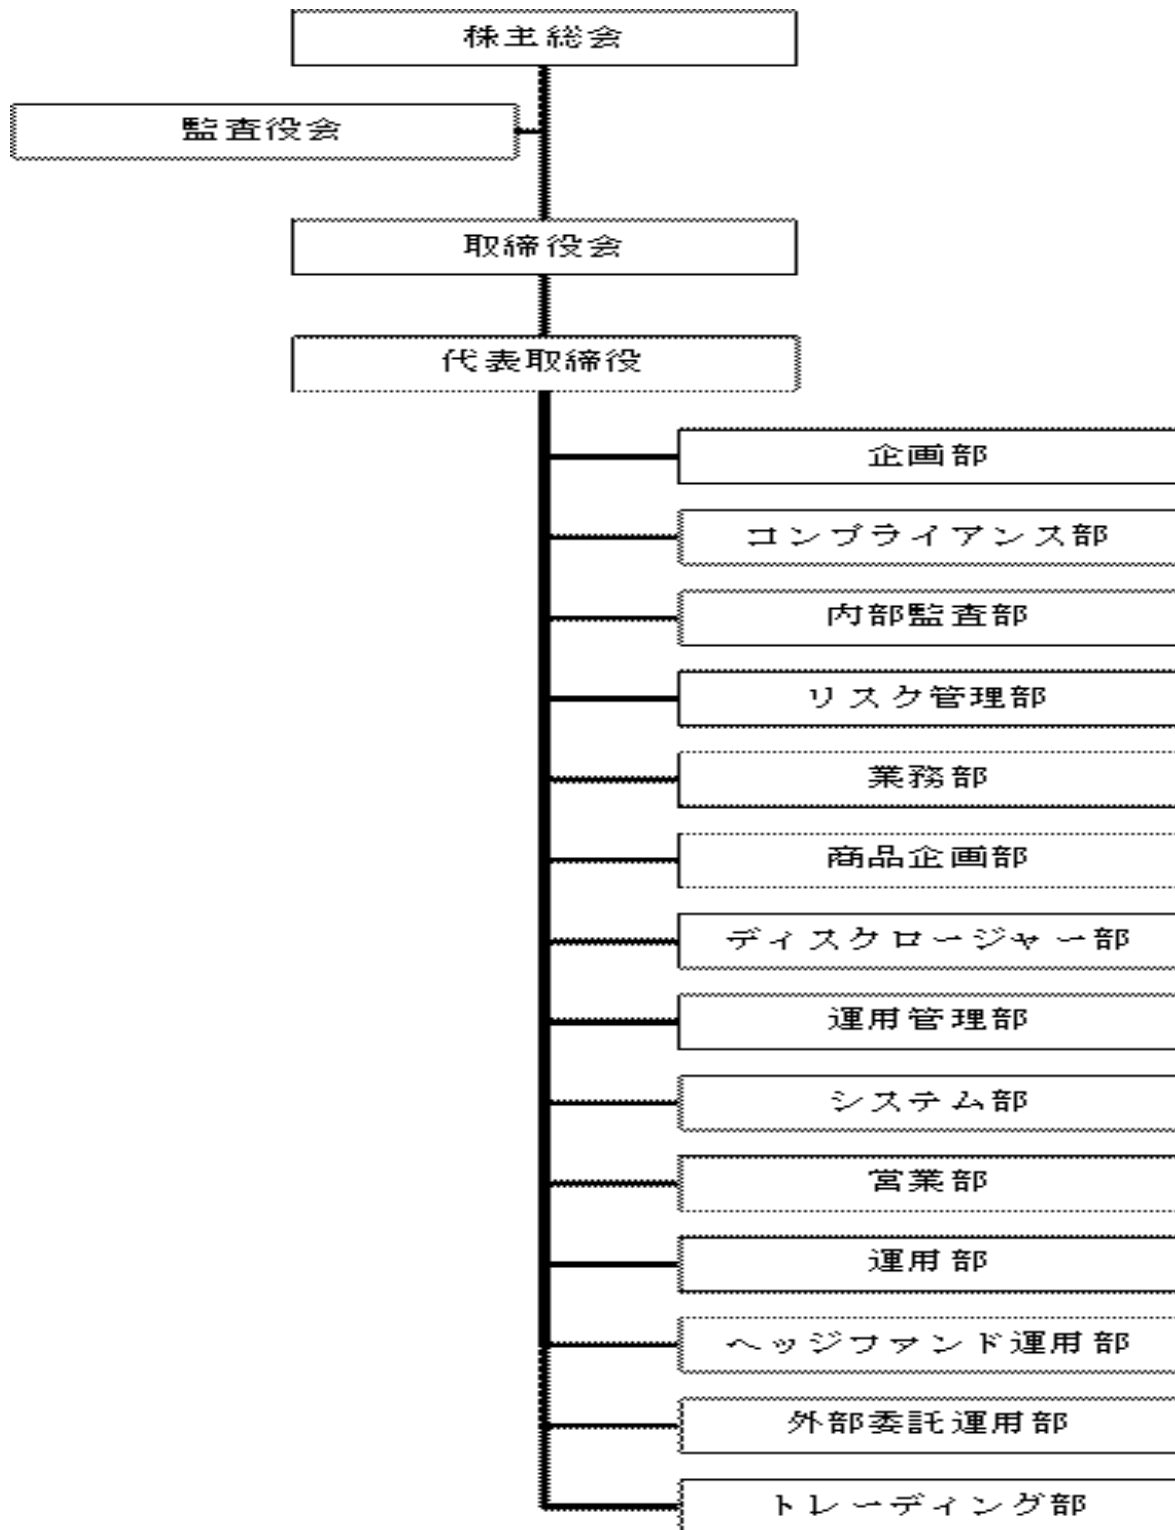 株主総会
監査役会
取締役会
代表取締役
企画部
コンプライアンス部
内部監査部
リスク管理部
業務部
商品企画部
ディスクロージャー部
運用管理部
システム部
営業部
運用部
ヘッジファンド運用部
外部委託運用部
トレーディング部